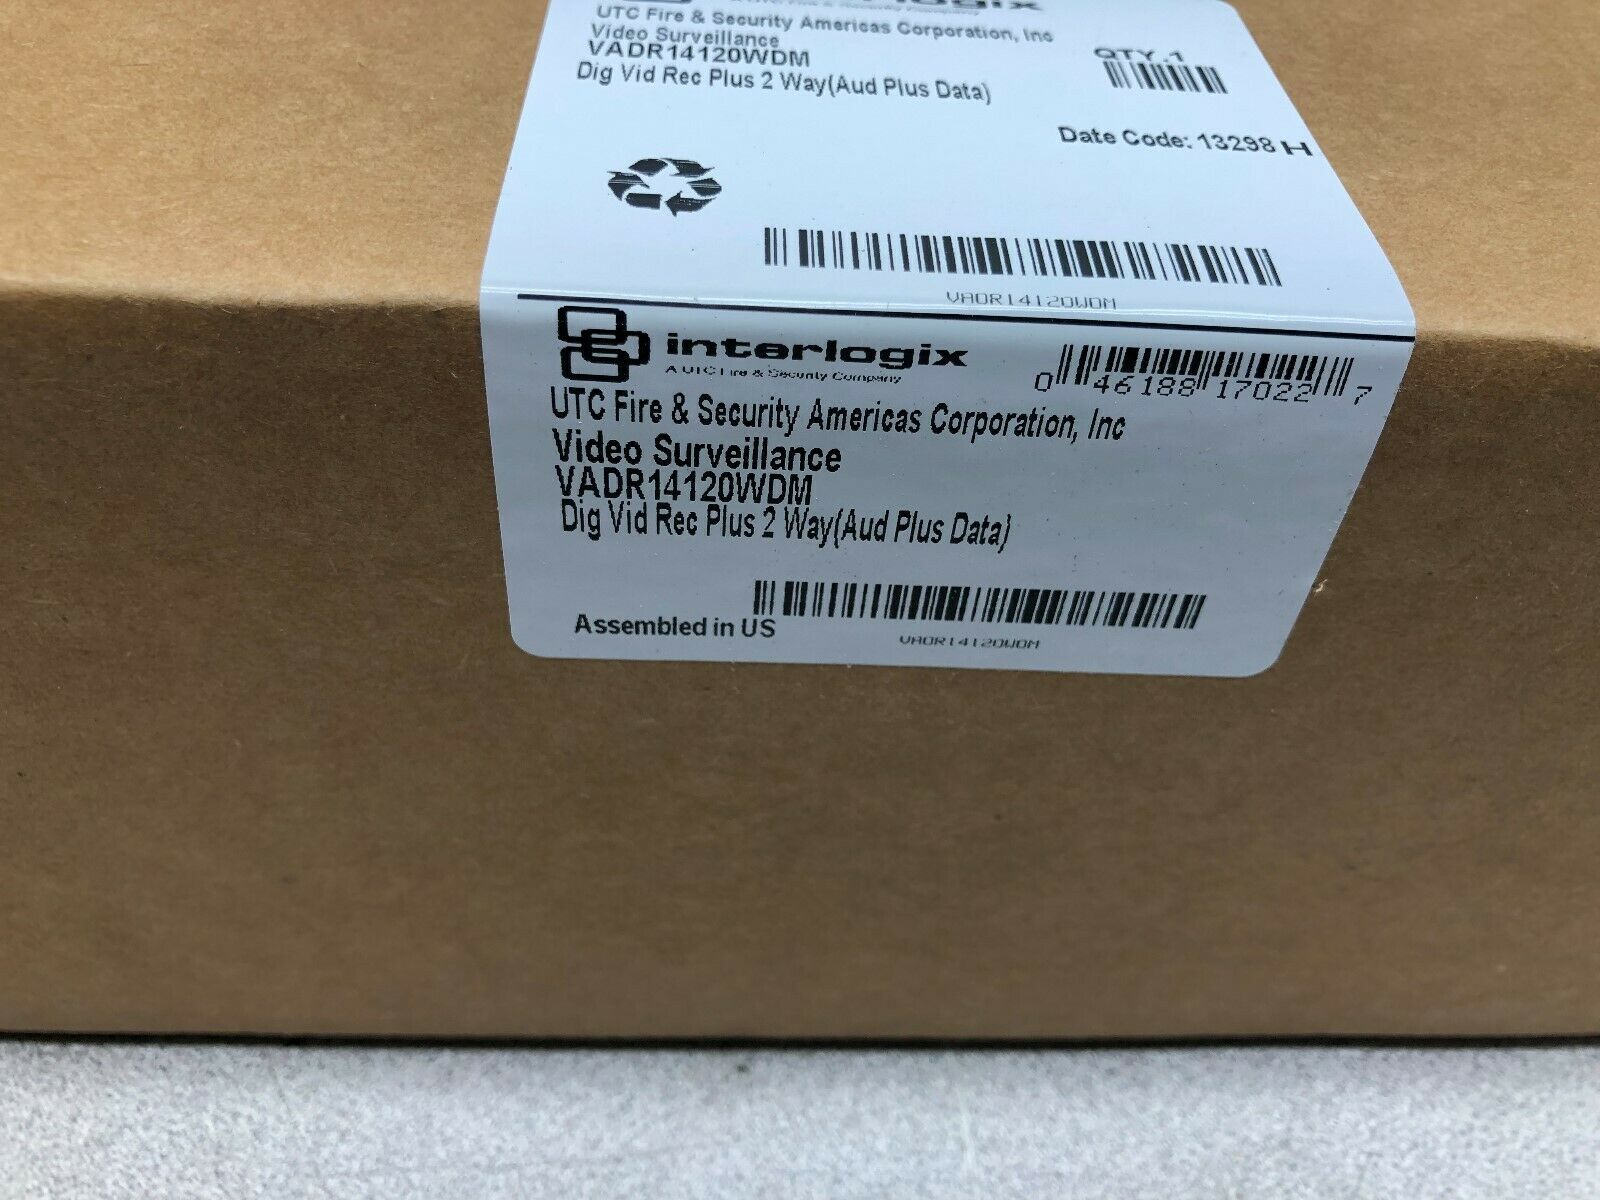 UTC Fire & Security Americas Corporation, Inc
Video Surveillance
VADR14120WDM
Dig Vid Rec Plus 2 Way(Aud Plus Data)
QTY.1
Date Code: 13298 H
VADR14120WDM
interlogix
A UTC Fire & Security Company
0 46188 17022 7
UTC Fire & Security Americas Corporation, Inc
Video Surveillance
VADR14120WDM
Dig Vid Rec Plus 2 Way(Aud Plus Data)
Assembled in US
VADR14120WDM